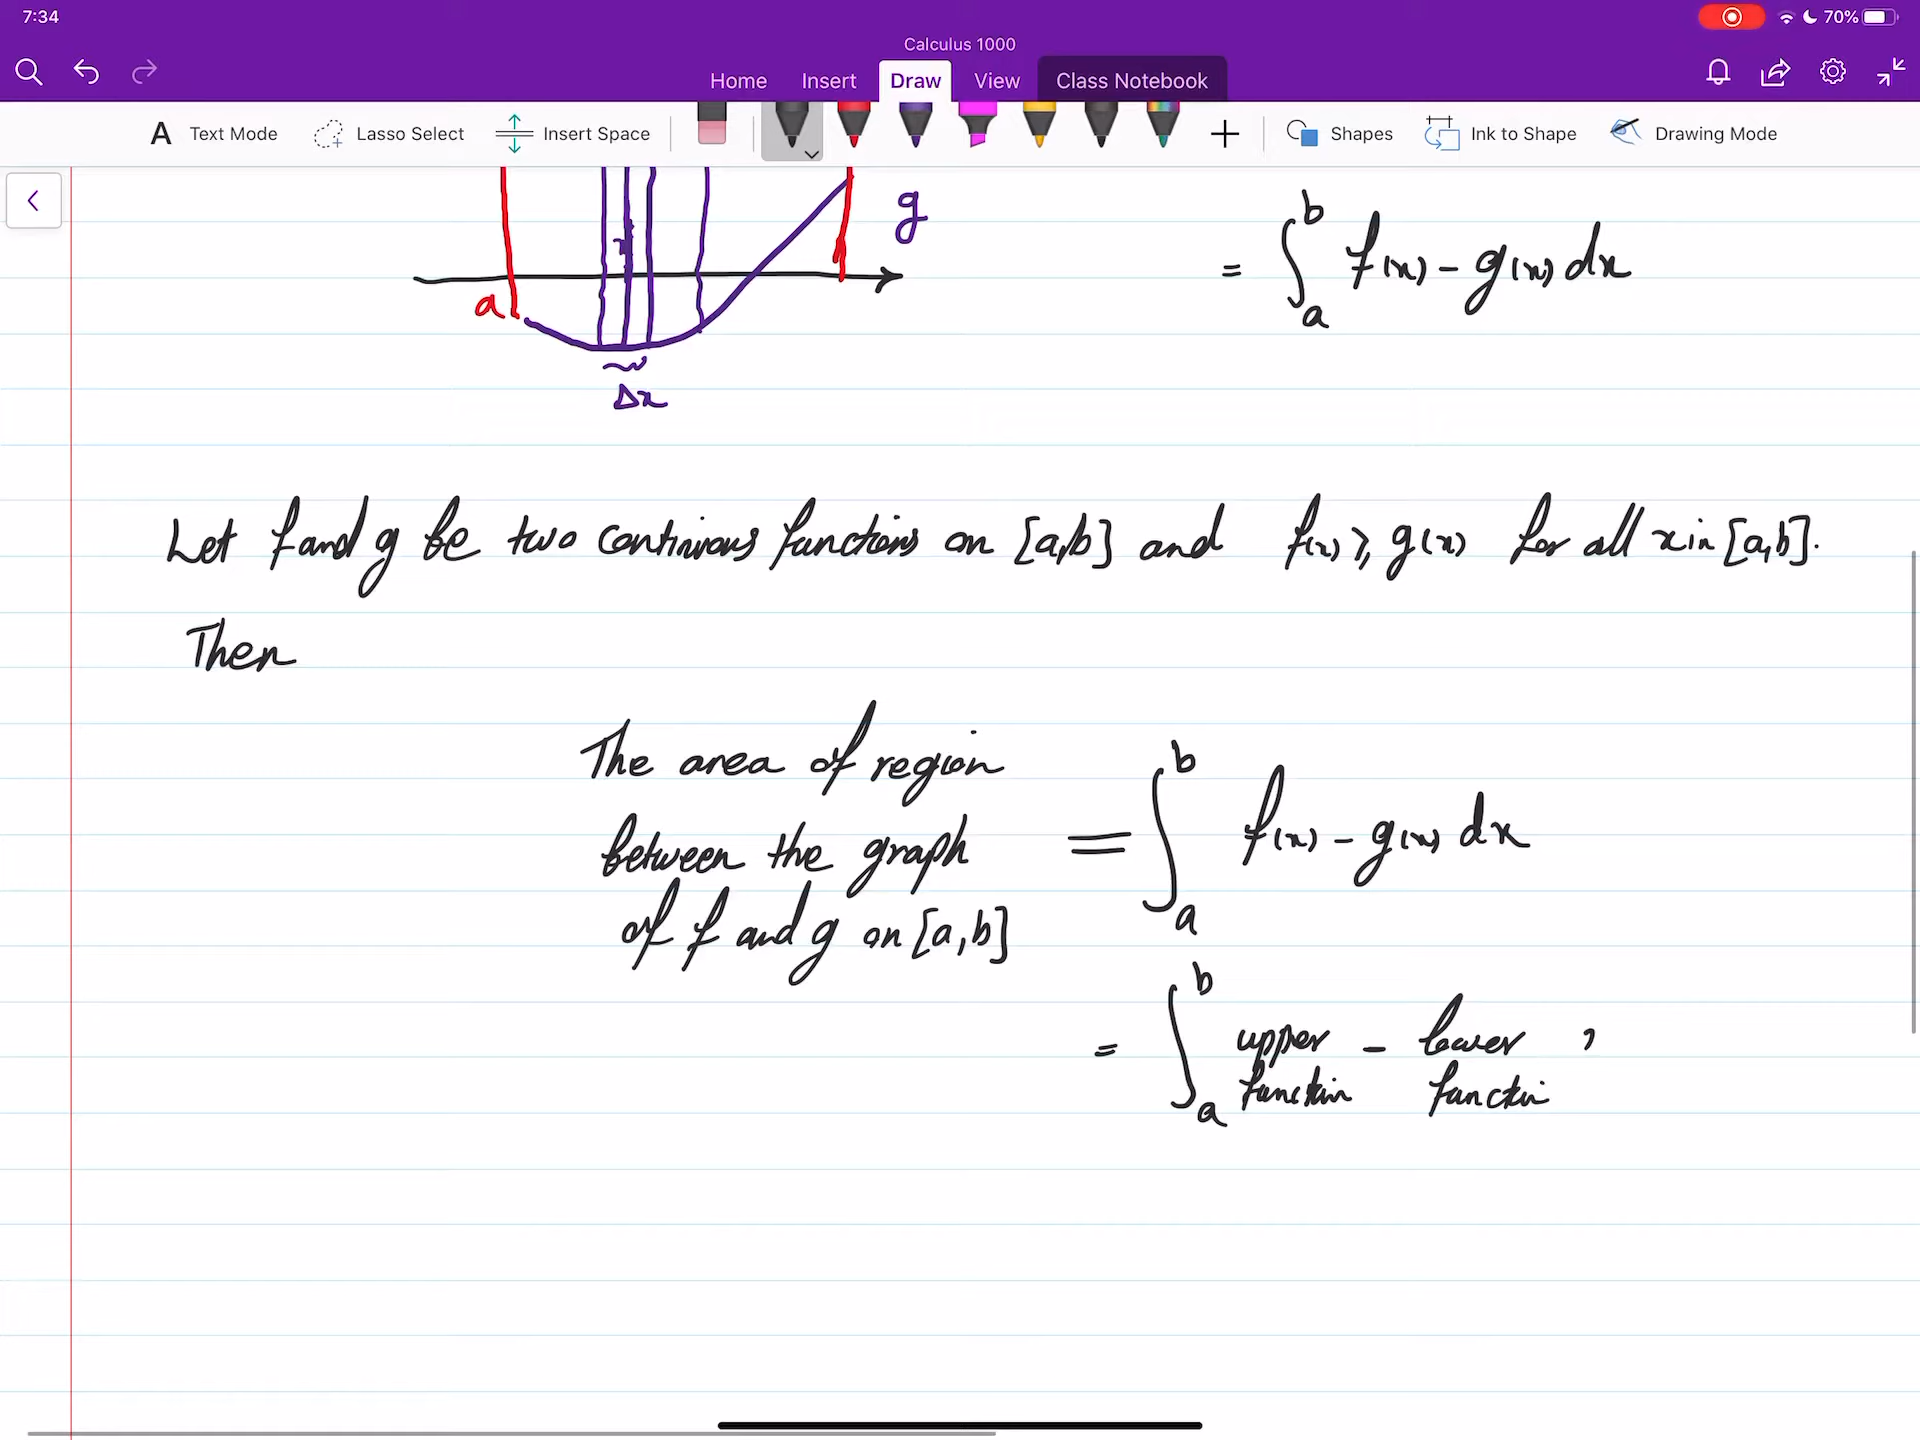 7:34
70%
Calculus 1000
Home Insert Draw View Class Notebook
A Text Mode Lasso Select Insert Space Shapes Ink to Shape Drawing Mode
g
a
Δx
= ∫_a^b f(x) - g(x) dx
Let f and g be two continuous functions on [a,b] and f(x) ≥ g(x) for all x in [a,b].
Then
The area of region
between the graph
of f and g on [a,b]
= ∫_a^b f(x) - g(x) dx
= ∫_a^b upper function - lower function